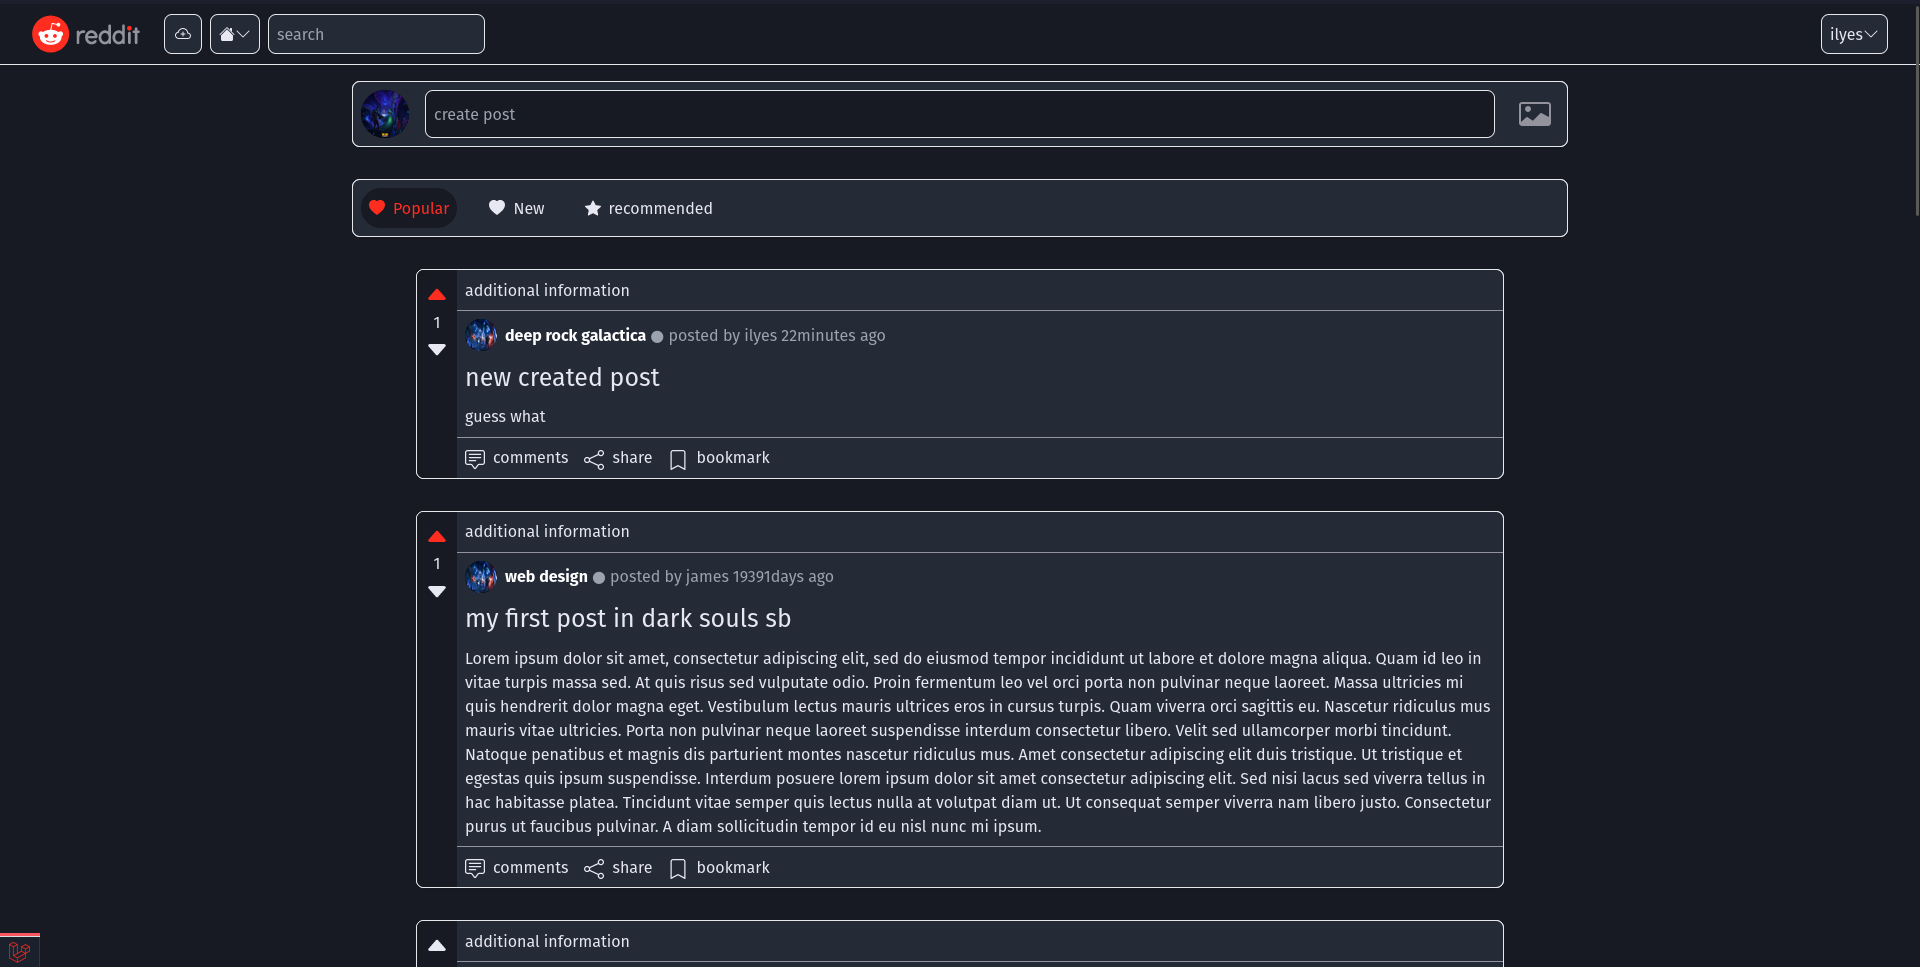 reddit
search
ilyes
create post
Popular
New
recommended
additional information
1
deep rock galactica posted by ilyes 22minutes ago
new created post
guess what
comments share bookmark
additional information
1
web design posted by james 19391days ago
my first post in dark souls sb
Lorem ipsum dolor sit amet, consectetur adipiscing elit, sed do eiusmod tempor incididunt ut labore et dolore magna aliqua. Quam id leo in
vitae turpis massa sed. At quis risus sed vulputate odio. Proin fermentum leo vel orci porta non pulvinar neque laoreet. Massa ultricies mi
quis hendrerit dolor magna eget. Vestibulum lectus mauris ultrices eros in cursus turpis. Quam viverra orci sagittis eu. Nascetur ridiculus mus
mauris vitae ultricies. Porta non pulvinar neque laoreet suspendisse interdum consectetur libero. Velit sed ullamcorper morbi tincidunt.
Natoque penatibus et magnis dis parturient montes nascetur ridiculus mus. Amet consectetur adipiscing elit duis tristique. Ut tristique et
egestas quis ipsum suspendisse. Interdum posuere lorem ipsum dolor sit amet consectetur adipiscing elit. Sed nisi lacus sed viverra tellus in
hac habitasse platea. Tincidunt vitae semper quis lectus nulla at volutpat diam ut. Ut consequat semper viverra nam libero justo. Consectetur
purus ut faucibus pulvinar. A diam sollicitudin tempor id eu nisl nunc mi ipsum.
comments share bookmark
additional information